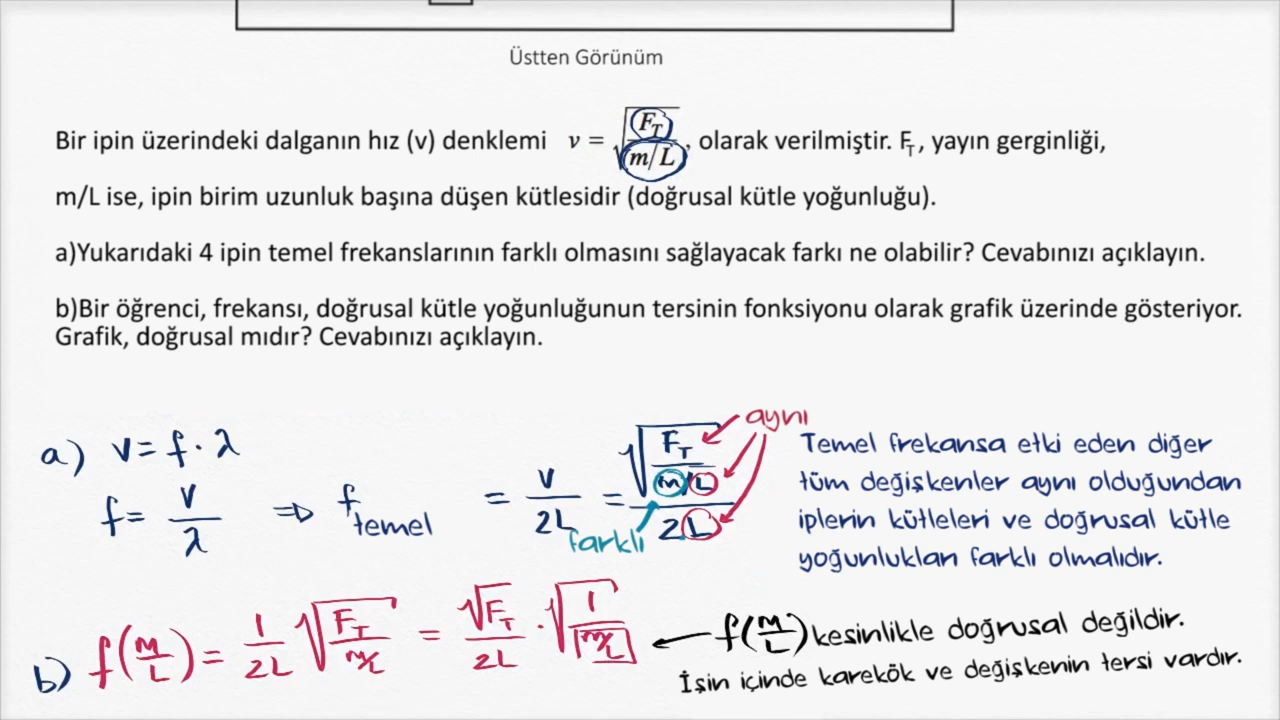 Üstten Görünüm
Bir ipin üzerindeki dalganın hız (v) denklemi v = √(F_T / (m/L)), olarak verilmiştir. F_T, yayın gerginliği,
m/L ise, ipin birim uzunluk başına düşen kütlesidir (doğrusal kütle yoğunluğu).
a)Yukarıdaki 4 ipin temel frekanslarının farklı olmasını sağlayacak farkı ne olabilir? Cevabınızı açıklayın.
b)Bir öğrenci, frekansı, doğrusal kütle yoğunluğunun tersinin fonksiyonu olarak grafik üzerinde gösteriyor.
Grafik, doğrusal mıdır? Cevabınızı açıklayın.
a) v = f · λ
f = v/λ ⇒ f temel = v/2L = √(F_T / (m/L)) / 2L
aynı
farklı
Temel frekansa etki eden diğer
tüm değişkenler aynı olduğundan
iplerin kütleleri ve doğrusal kütle
yoğunlukları farklı olmalıdır.
b) f(m/L) = 1/2L √(F_T / m/L) = √F_T / 2L · √(1 / m/L) ← f(m/L) kesinlikle doğrusal değildir.
İşin içinde karekök ve değişkenin tersi vardır.